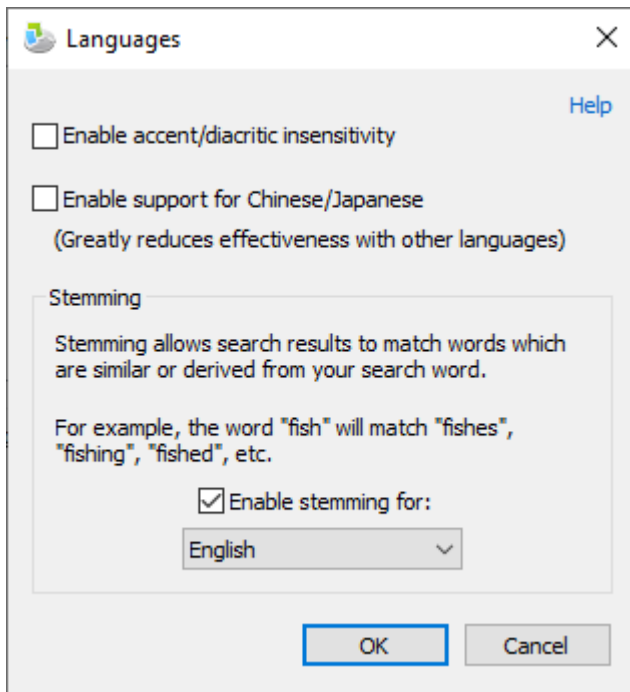 Languages
Help
Enable accent/diacritic insensitivity
Enable support for Chinese/Japanese
(Greatly reduces effectiveness with other languages)
Stemming
Stemming allows search results to match words which
are similar or derived from your search word.
For example, the word "fish" will match "fishes",
"fishing", "fished", etc.
Enable stemming for:
English
OK
Cancel